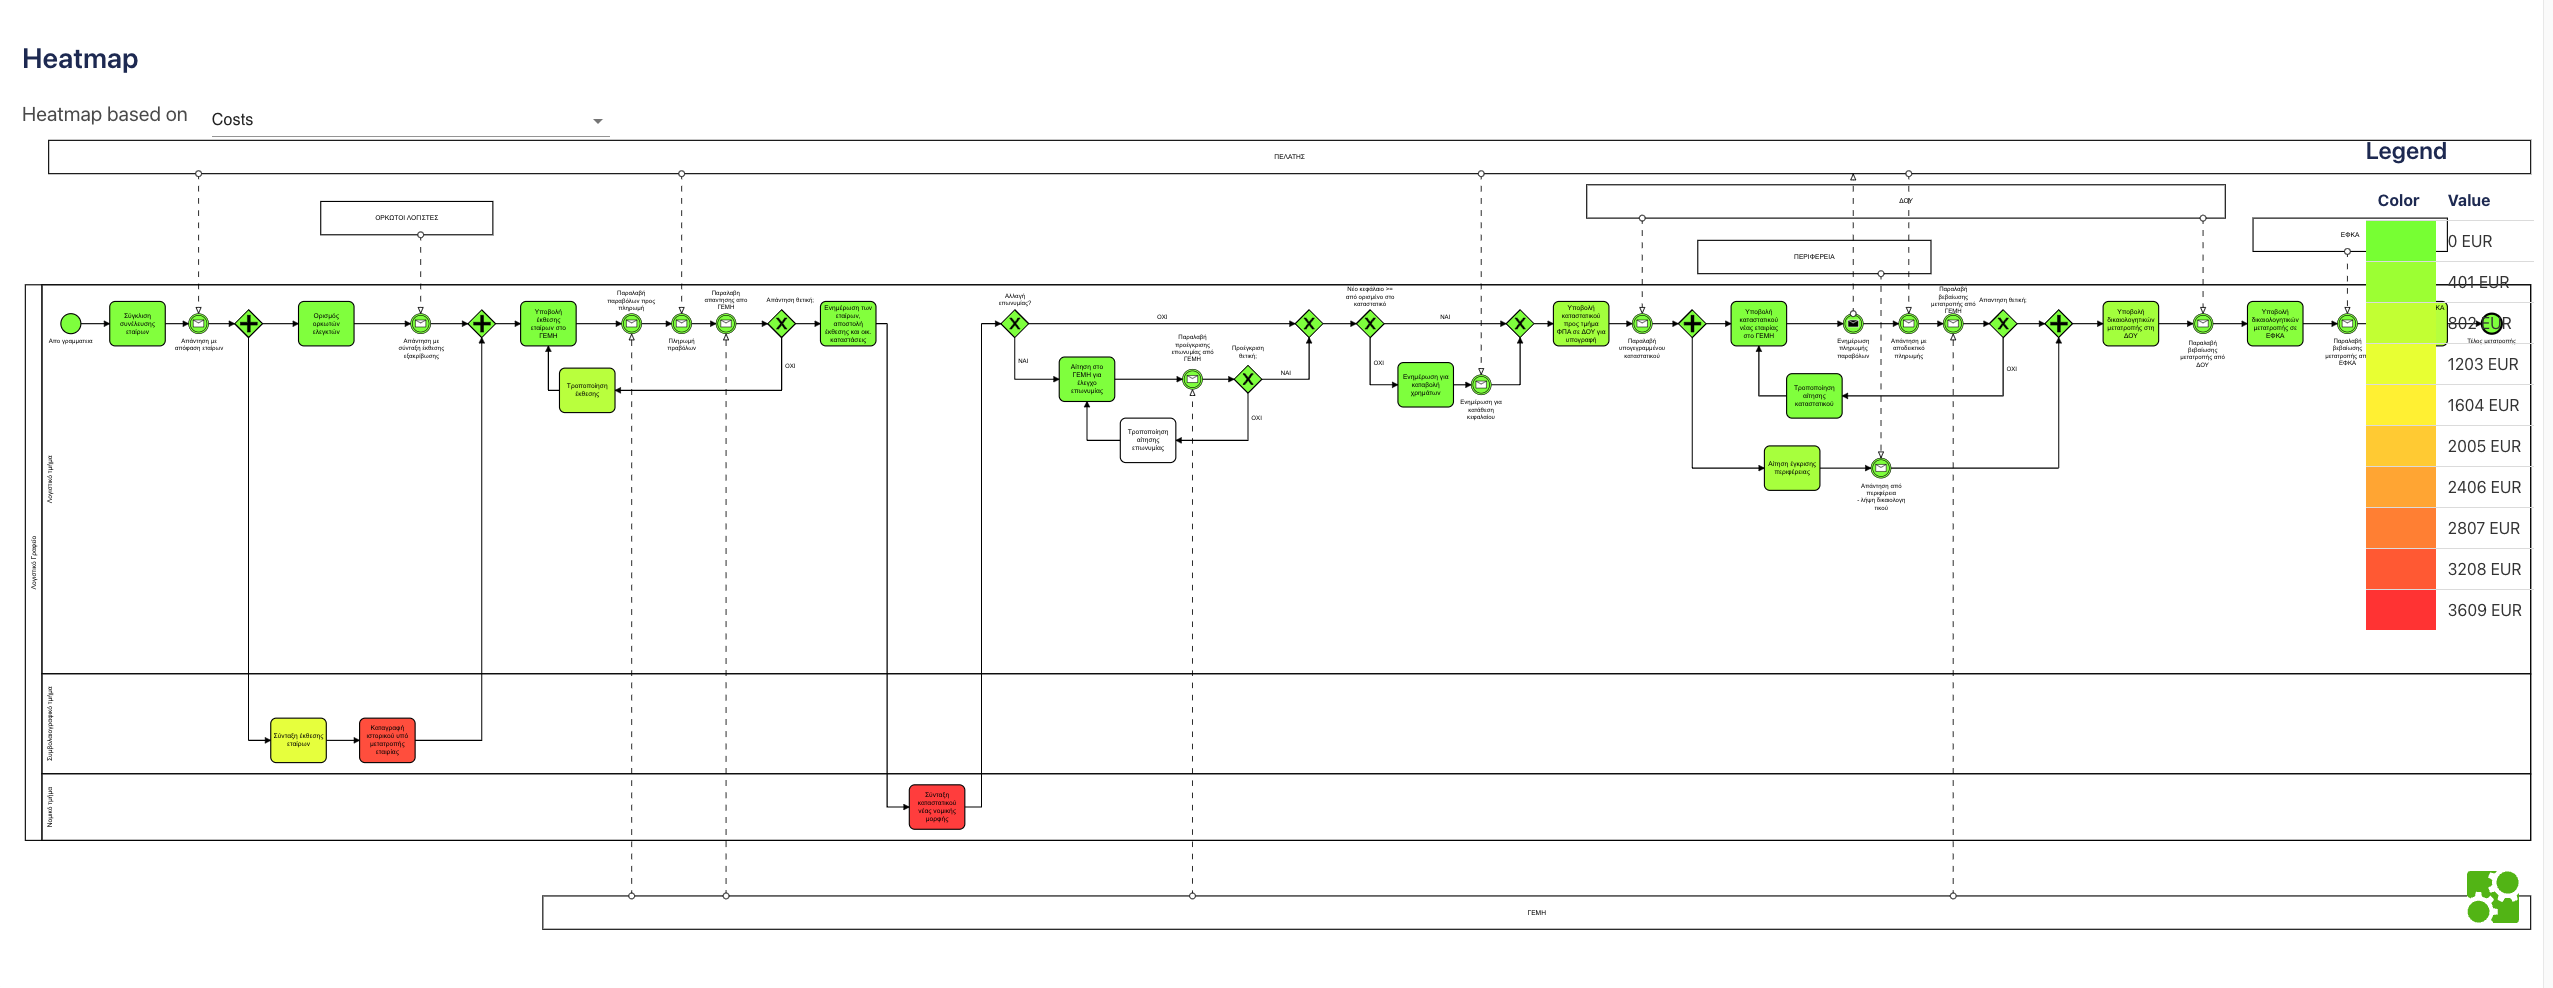 Heatmap
Heatmap based on
Costs
ΠΕΛΑΤΗΣ
Legend
Color
Value
0 EUR
401 EUR
802 EUR
1203 EUR
1604 EUR
2005 EUR
2406 EUR
2807 EUR
3208 EUR
3609 EUR
ΟΡΚΩΤΟΙ ΛΟΓΙΣΤΕΣ
ΔΟΥ
ΠΕΡΙΦΕΡΕΙΑ
ΕΦΚΑ
Λογιστικό Γραφείο
Λογιστικό τμήμα
Απο γραμματεια
Σύγκλιση
συνέλευσης
εταίρων
Απάντηση με
απόφαση εταίρων
Ορισμός
ορκωτών
ελεγκτών
Απάντηση με
σύνταξη έκθεσης
εξακρίβωσης
Υποβολή
έκθεσης
εταίρων στο
ΓΕΜΗ
Τροποποίηση
έκθεσης
Παραλαβή
παραβόλων προς
πληρωμή
Πληρωμή
πραβόλων
Παραλαβη
απαντησης απο
ΓΕΜΗ
Απάντηση θετική;
ΟΧΙ
Ενημέρωση των
εταίρων,
αποστολή
έκθεσης και οικ.
καταστάσεις
Αλλαγή
επωνυμίας?
ΟΧΙ
ΝΑΙ
Αίτηση στο
ΓΕΜΗ για
έλεγχο
επωνυμίας
Παραλαβή
προέγκρισης
επωνυμίας από
ΓΕΜΗ
Προέγκριση
θετική;
ΝΑΙ
ΟΧΙ
Τροποποίηση
αίτησης
επωνυμίας
Νέο κεφάλαιο >=
από ορισμένο στο
καταστατικό
ΝΑΙ
ΟΧΙ
Ενημέρωση για
καταβολή
χρημάτων
Ενημέρωση για
κατάθεση
κεφαλαίου
Υποβολή
καταστατικού
προς τμήμα
ΦΠΑ σε ΔΟΥ για
υπογραφή
Παραλαβή
υπογεγραμμένου
καταστατικού
Υποβολή
καταστατικού
νέας εταιρίας
στο ΓΕΜΗ
Ενημέρωση
πληρωμής
παραβόλων
Απάντηση με
αποδεικτικό
πληρωμής
Παραλαβή
βεβαίωσης
μετατροπής από
ΓΕΜΗ
Απαντηση θετική;
ΟΧΙ
Τροποποίηση
αίτησης
καταστατικού
Αίτηση έγκρισης
περιφέρειας
Απάντηση από
περιφέρεια
- λήψη δικαιολογη
τικού
Υποβολή
δικαιολογητικών
μετατροπής στη
ΔΟΥ
Παραλαβή
βεβαίωσης
μετατροπής από
ΔΟΥ
Υποβολή
δικαιολογητικών
μετατροπής σε
ΕΦΚΑ
Παραλαβή
βεβαίωσης
μετατροπής απ
ΕΦΚΑ
ΚΑ
Τέλος μετατροπής
Συμβολαιογραφικό τμήμα
Σύνταξη έκθεσης
εταίρων
Καταγραφή
ιστορικού υπό
μετατροπής
εταιρίας
Νομικό τμήμα
Σύνταξη
καταστατικού
νέας νομικής
μορφής
ΓΕΜΗ